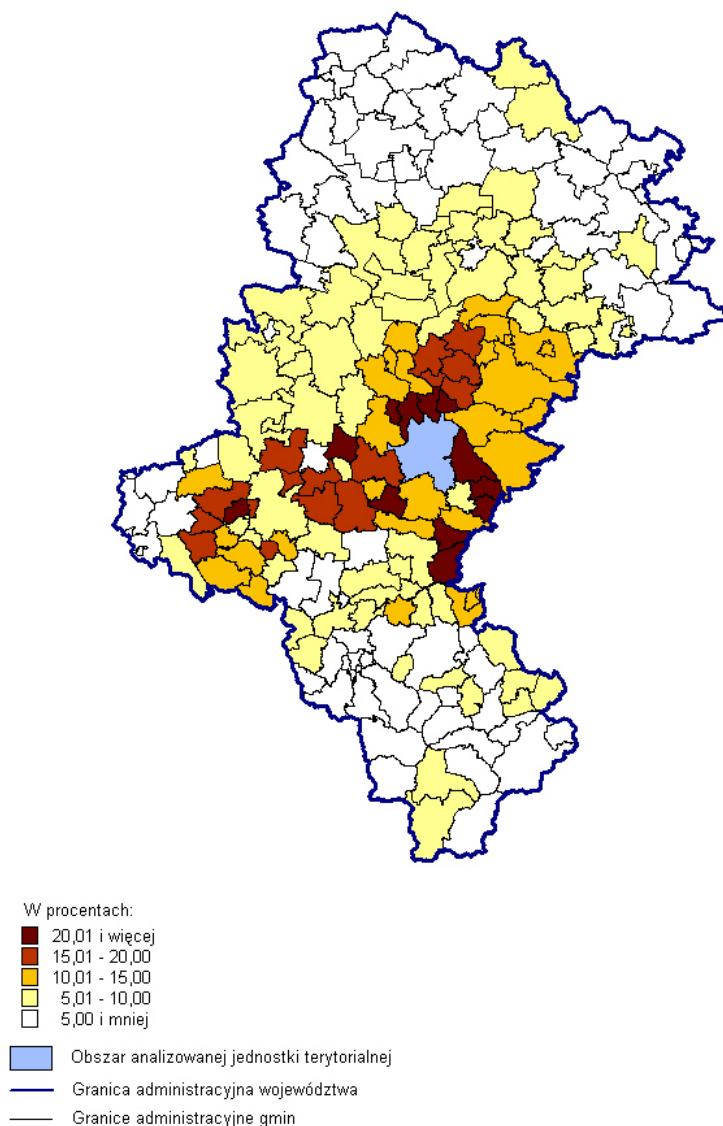 W procentach:
20,01 i więcej
15,01 - 20,00
10,01 - 15,00
5,01 - 10,00
5,00 i mniej
Obszar analizowanej jednostki terytorialnej
Granica administracyjna województwa
Granice administracyjne gmin